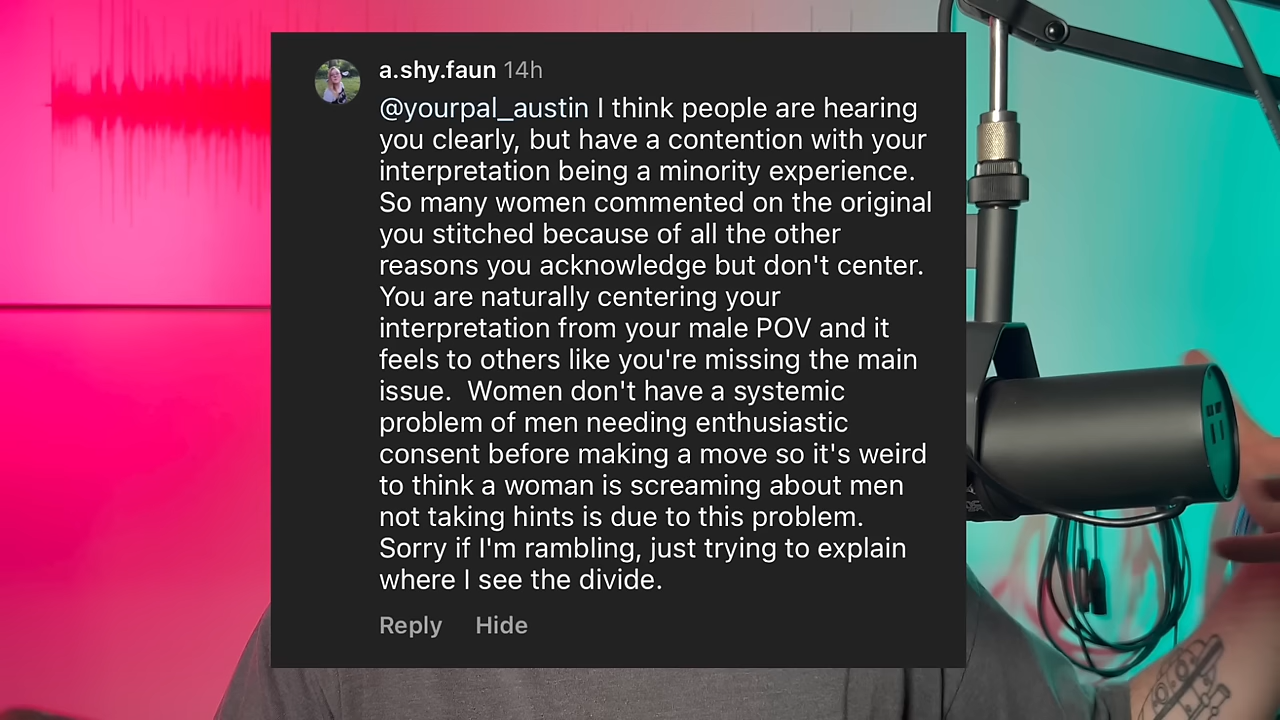 a.shy.faun 14h
@yourpal_austin I think people are hearing
you clearly, but have a contention with your
interpretation being a minority experience.
So many women commented on the original
you stitched because of all the other
reasons you acknowledge but don't center.
You are naturally centering your
interpretation from your male POV and it
feels to others like you're missing the main
issue.  Women don't have a systemic
problem of men needing enthusiastic
consent before making a move so it's weird
to think a woman is screaming about men
not taking hints is due to this problem.
Sorry if I'm rambling, just trying to explain
where I see the divide.
Reply Hide